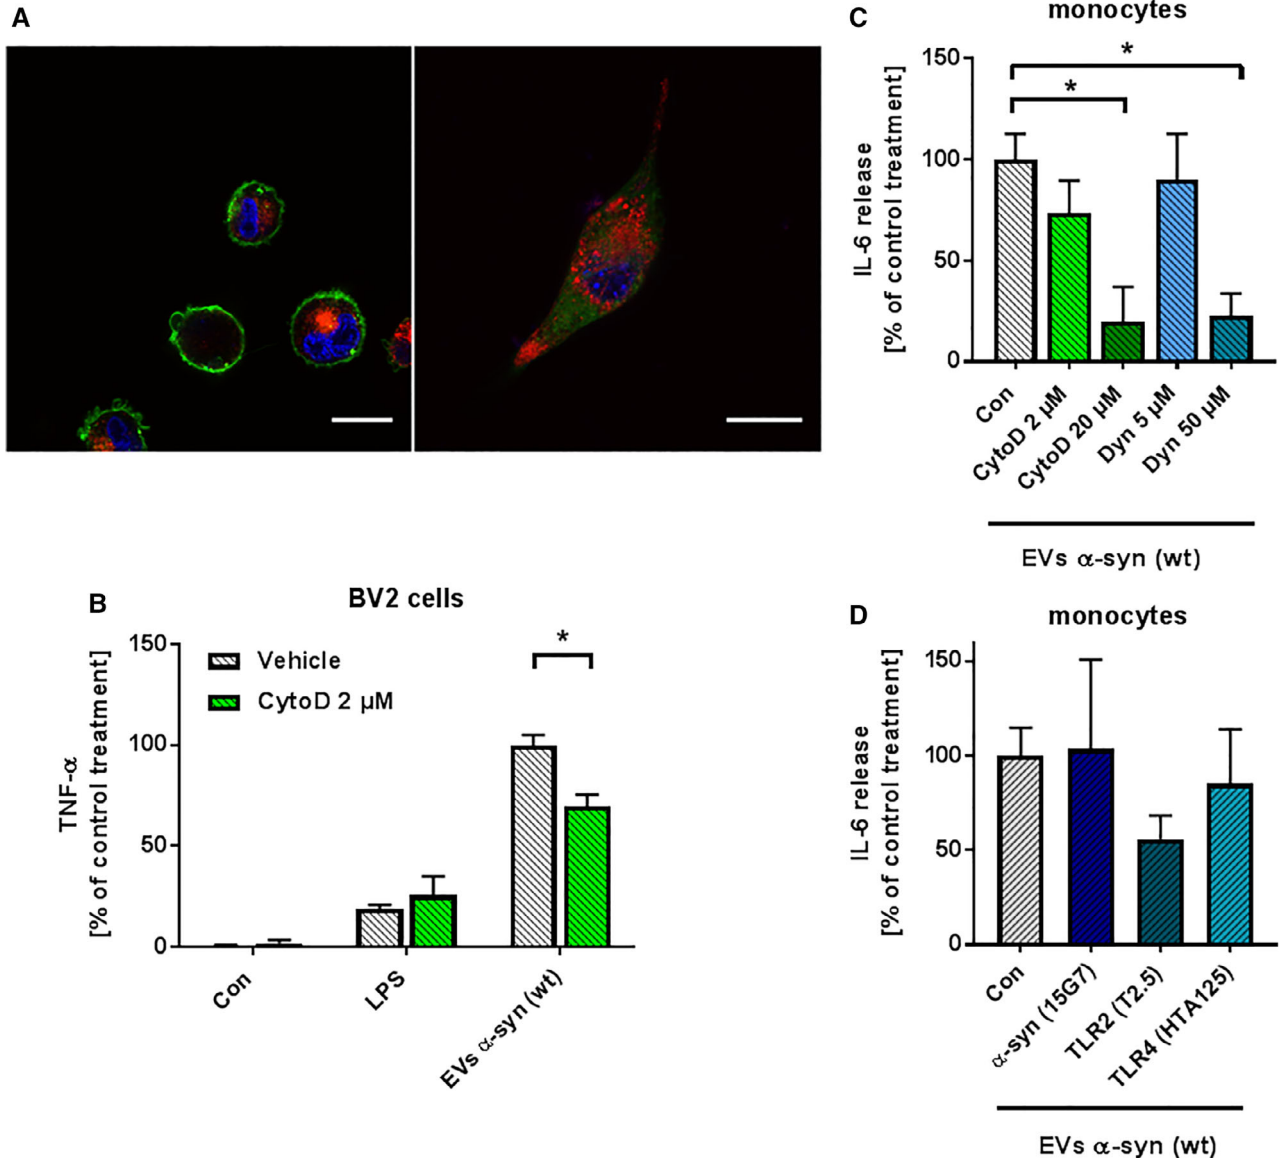 A
B
BV2 cells
TNF-α
[% of control treatment]
150
100
50
0
Vehicle
CytoD 2 µM
*
Con
LPS
EVs α-syn (wt)
C
monocytes
IL-6 release
[% of control treatment]
150
100
50
0
*
*
Con
CytoD 2 µM
CytoD 20 µM
Dyn 5 µM
Dyn 50 µM
EVs α-syn (wt)
D
monocytes
IL-6 release
[% of control treatment]
150
100
50
0
Con
α-syn (15G7)
TLR2 (T2.5)
TLR4 (HTA125)
EVs α-syn (wt)